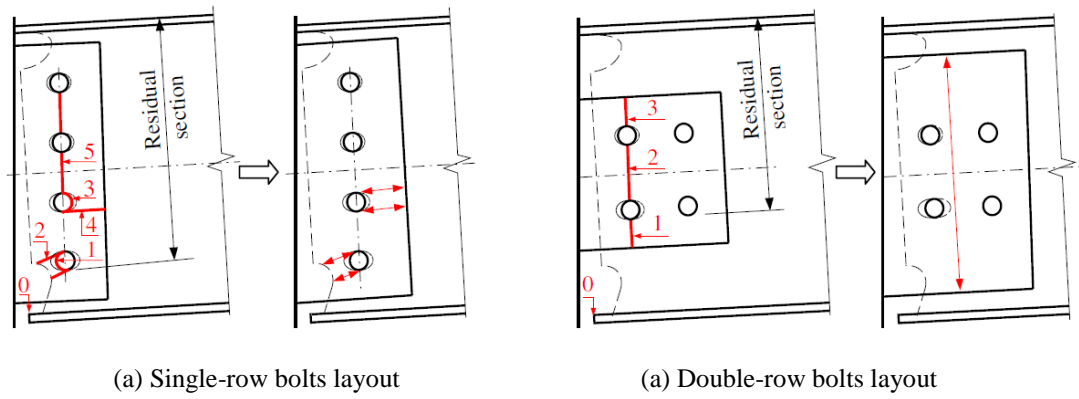 Residual
section
5
3
4
2
1
0
Residual
section
3
2
1
0
(a) Single-row bolts layout
(a) Double-row bolts layout